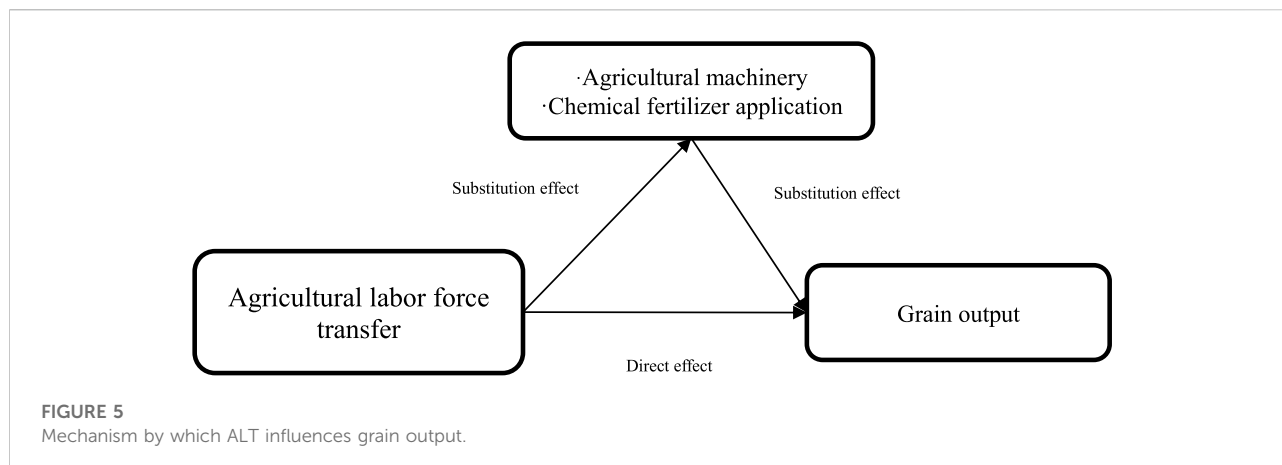 ·Agricultural machinery
·Chemical fertilizer application
Substitution effect
Substitution effect
Agricultural labor force
transfer
Grain output
Direct effect
FIGURE 5
Mechanism by which ALT influences grain output.